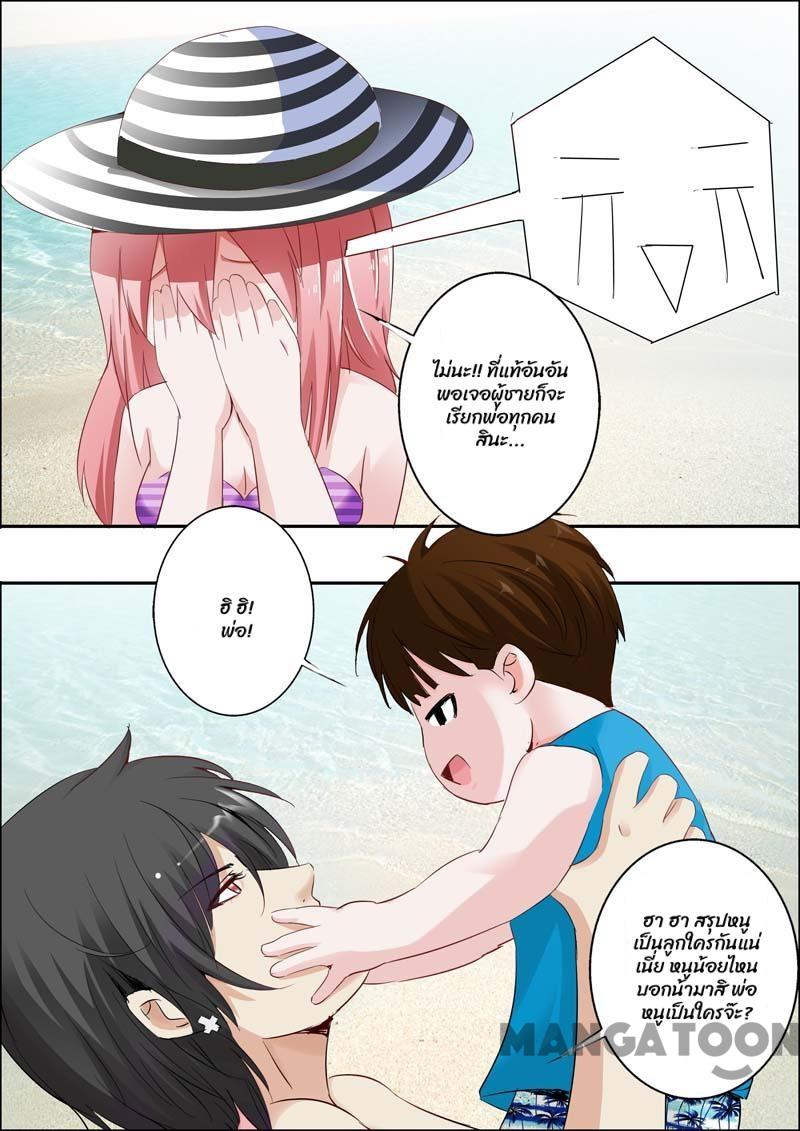 ไม่นะ!! ที่แท้อันอัน
พอเจอผู้ชายก็จะ
เรียกพ่อทุกคน
สินะ...
ฮิ ฮิ!
พ่อ!
ฮา ฮา สรุปหนู
เป็นลูกใครกันแน่
เนี่ย หนูน้อยไหน
บอกน้ามาสิ พ่อ
หนูเป็นใครจ๊ะ?
MANGATOON